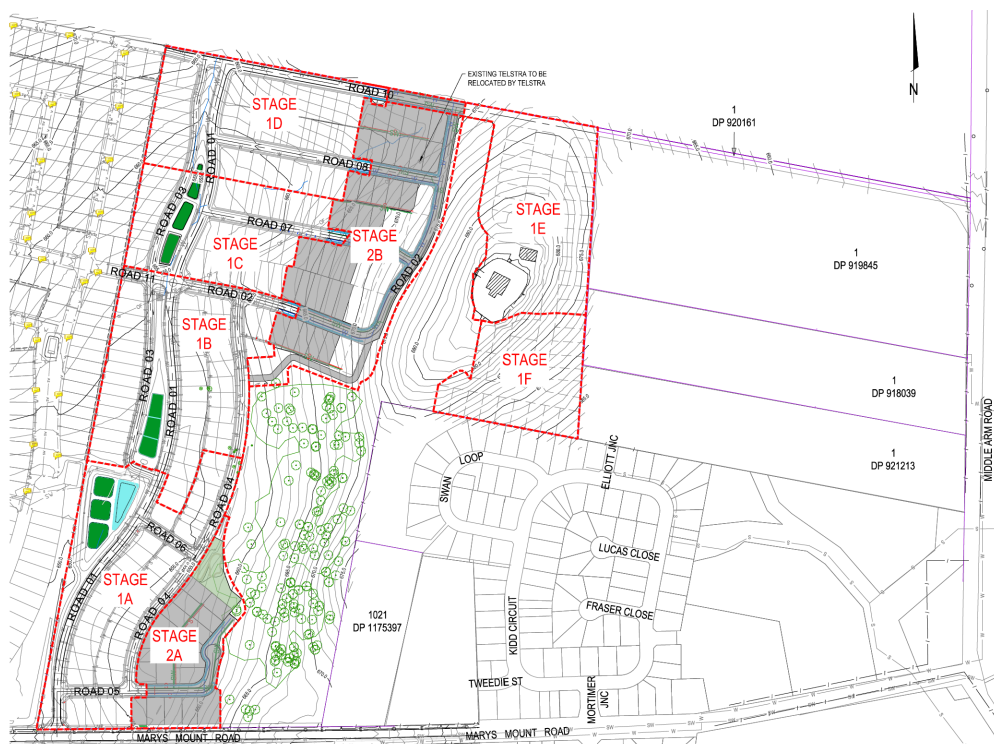 EXISTING TELSTRA TO BE
RELOCATED BY TELSTRA
N
1
DP 920161
ROAD 10
STAGE
1D
ROAD 01
ROAD 08
ROAD 03
ROAD 07
STAGE
1C
STAGE
2B
ROAD 02
STAGE
1E
1
DP 919845
ROAD 11
ROAD 02
STAGE
1B
ROAD 03
ROAD 01
STAGE
1F
1
DP 918039
1
DP 921213
MIDDLE ARM ROAD
SWAN
LOOP
ELLIOTT JNC
ROAD 04
ROAD 06
LUCAS CLOSE
FRASER CLOSE
KIDD CIRCUIT
STAGE
1A
ROAD 01
ROAD 04
STAGE
2A
1021
DP 1175397
TWEEDIE ST
MORTIMER
JNC
ROAD 05
MARYS MOUNT ROAD
MARYS MOUNT ROAD